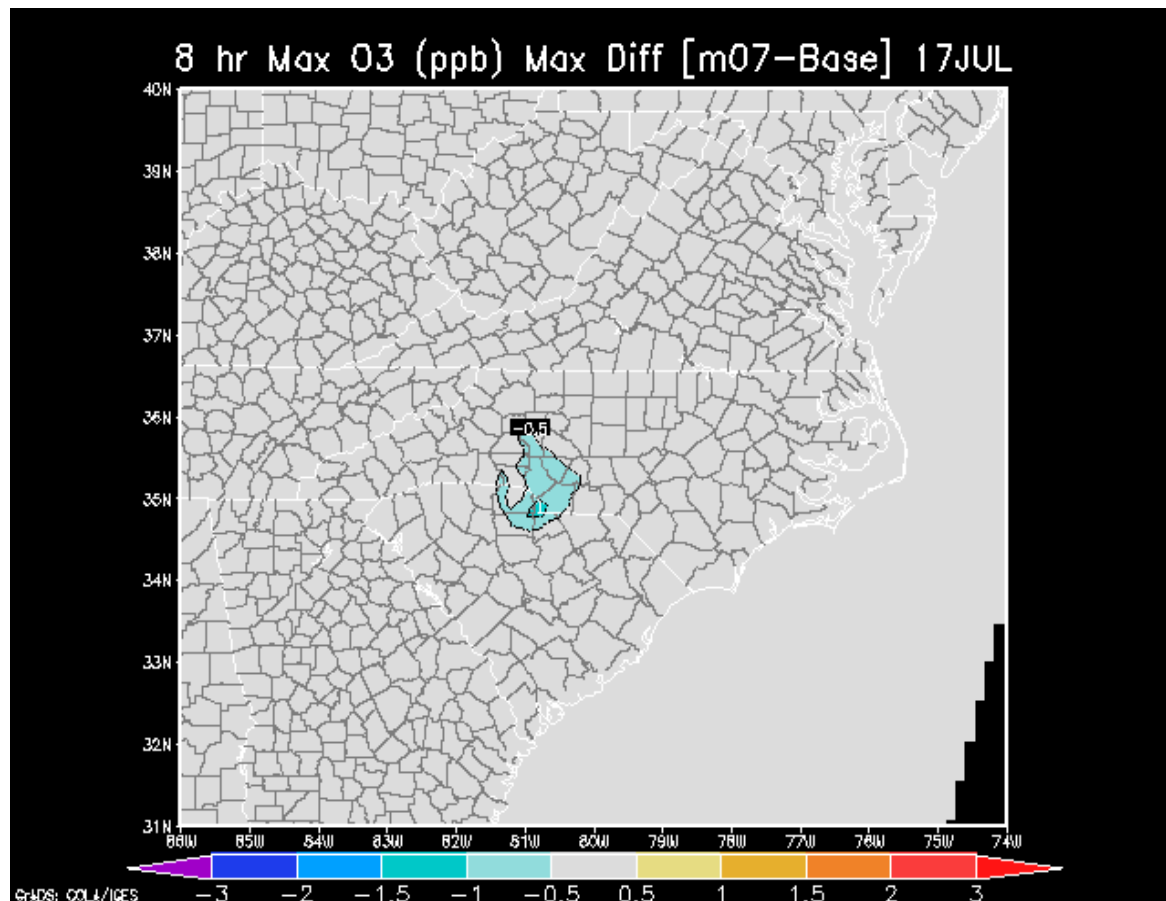 8 hr Max O3 (ppb) Max Diff [m07-Base] 17JUL
40N
39N
38N
37N
36N
-0.5
35N
34N
33N
32N
31N
86W 85W 84W 83W 82W 81W 80W 79W 78W 77W 76W 75W 74W
-3 -2 -1.5 -1 -0.5 0.5 1 1.5 2 3
GrADS: COLA/IGES